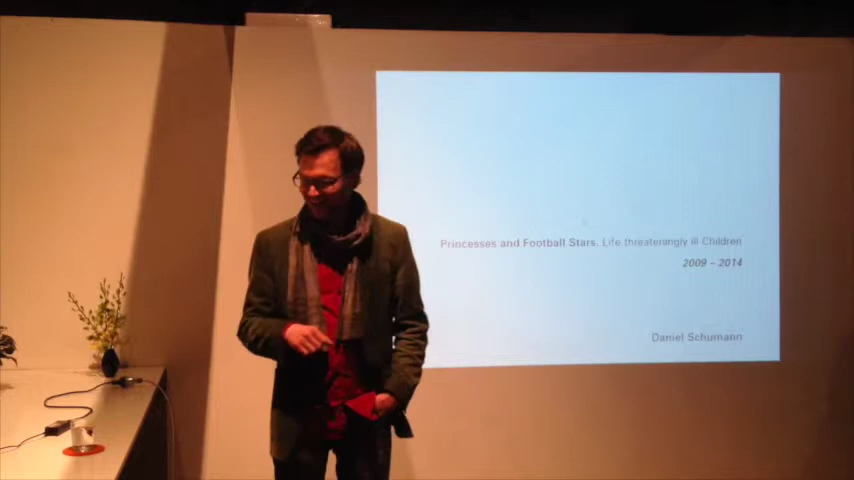 Princesses and Football Stars. Life threateningly ill Children
2009 – 2014
Daniel Schumann